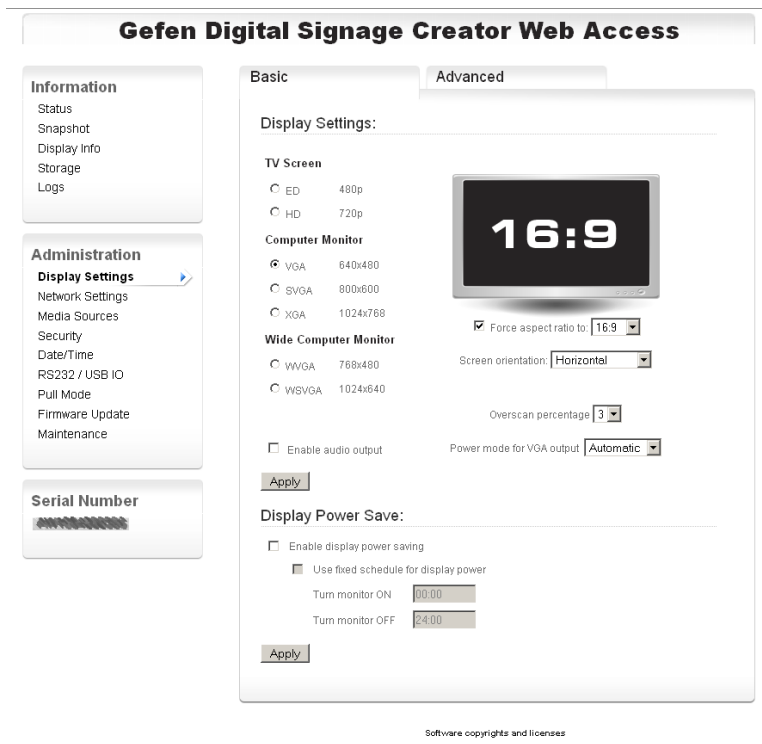 Gefen Digital Signage Creator Web Access
Information
Status
Snapshot
Display Info
Storage
Logs
Administration
Display Settings
Network Settings
Media Sources
Security
Date/Time
RS232 / USB IO
Pull Mode
Firmware Update
Maintenance
Serial Number
Basic
Advanced
Display Settings:
TV Screen
ED 480p
HD 720p
Computer Monitor
VGA 640x480
SVGA 800x600
XGA 1024x768
Wide Computer Monitor
WVGA 768x480
WSVGA 1024x640
16:9
Force aspect ratio to: 16:9
Screen orientation: Horizontal
Overscan percentage 3
Enable audio output
Power mode for VGA output Automatic
Apply
Display Power Save:
Enable display power saving
Use fixed schedule for display power
Turn monitor ON 00:00
Turn monitor OFF 24:00
Apply
Software copyrights and licenses